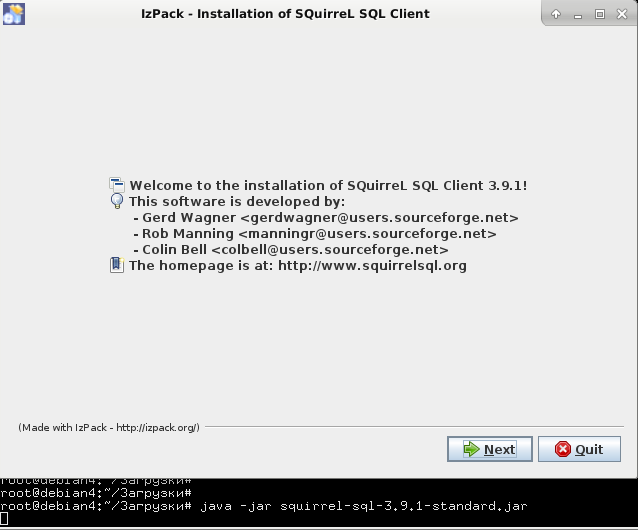 IzPack - Installation of SQuirreL SQL Client
Welcome to the installation of SQuirreL SQL Client 3.9.1!
This software is developed by:
- Gerd Wagner <gerdwagner@users.sourceforge.net>
- Rob Manning <manningr@users.sourceforge.net>
- Colin Bell <colbell@users.sourceforge.net>
The homepage is at: http://www.squirrelsql.org
(Made with IzPack - http://izpack.org/)
Next Quit
root@debian4:~/Загрузки#
root@debian4:~/Загрузки#
root@debian4:~/Загрузки# java -jar squirrel-sql-3.9.1-standard.jar